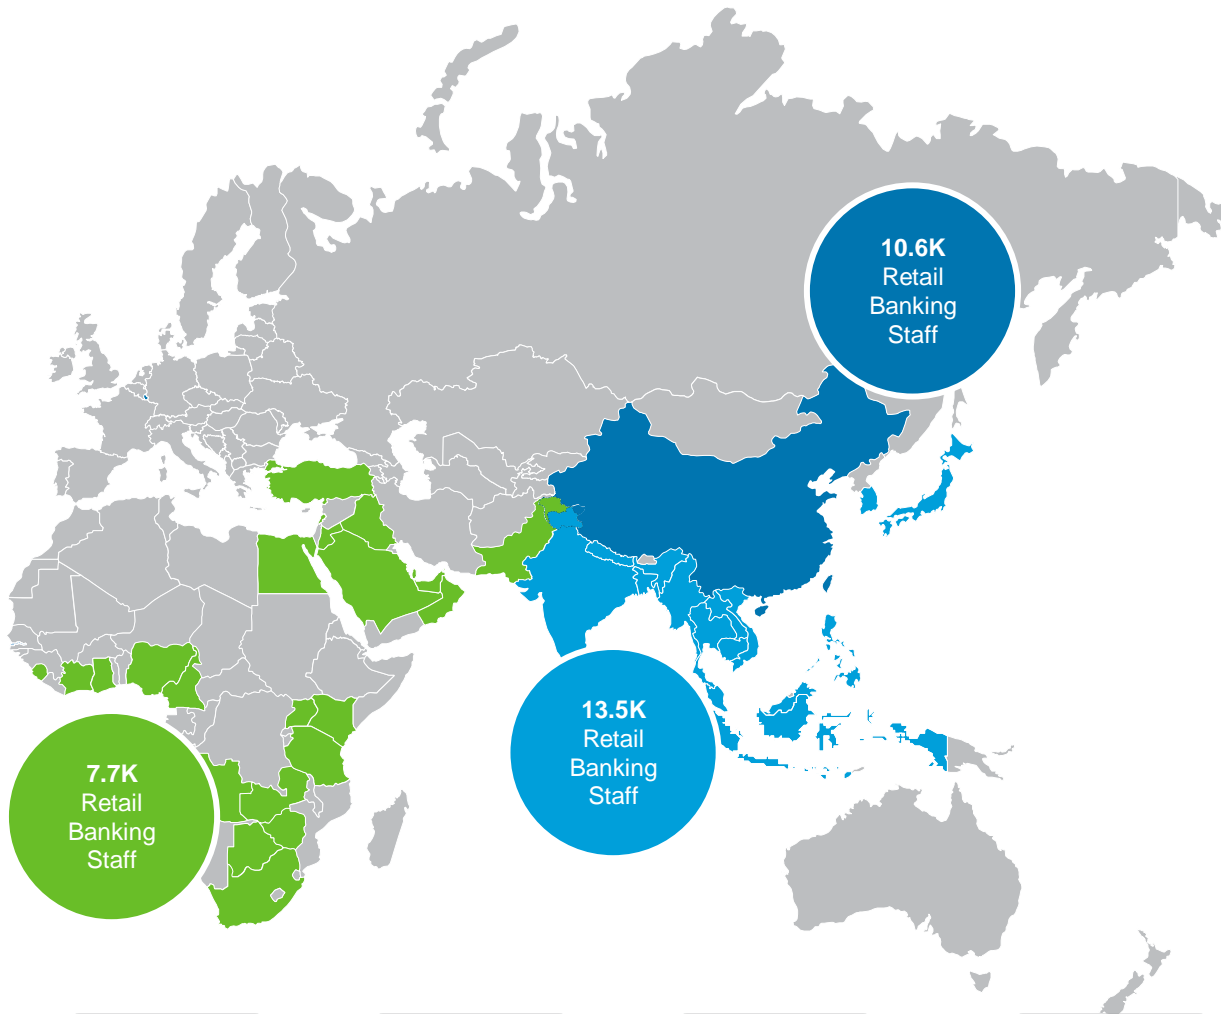 10.6K
Retail
Banking
Staff
13.5K
Retail
Banking
Staff
7.7K
Retail
Banking
Staff